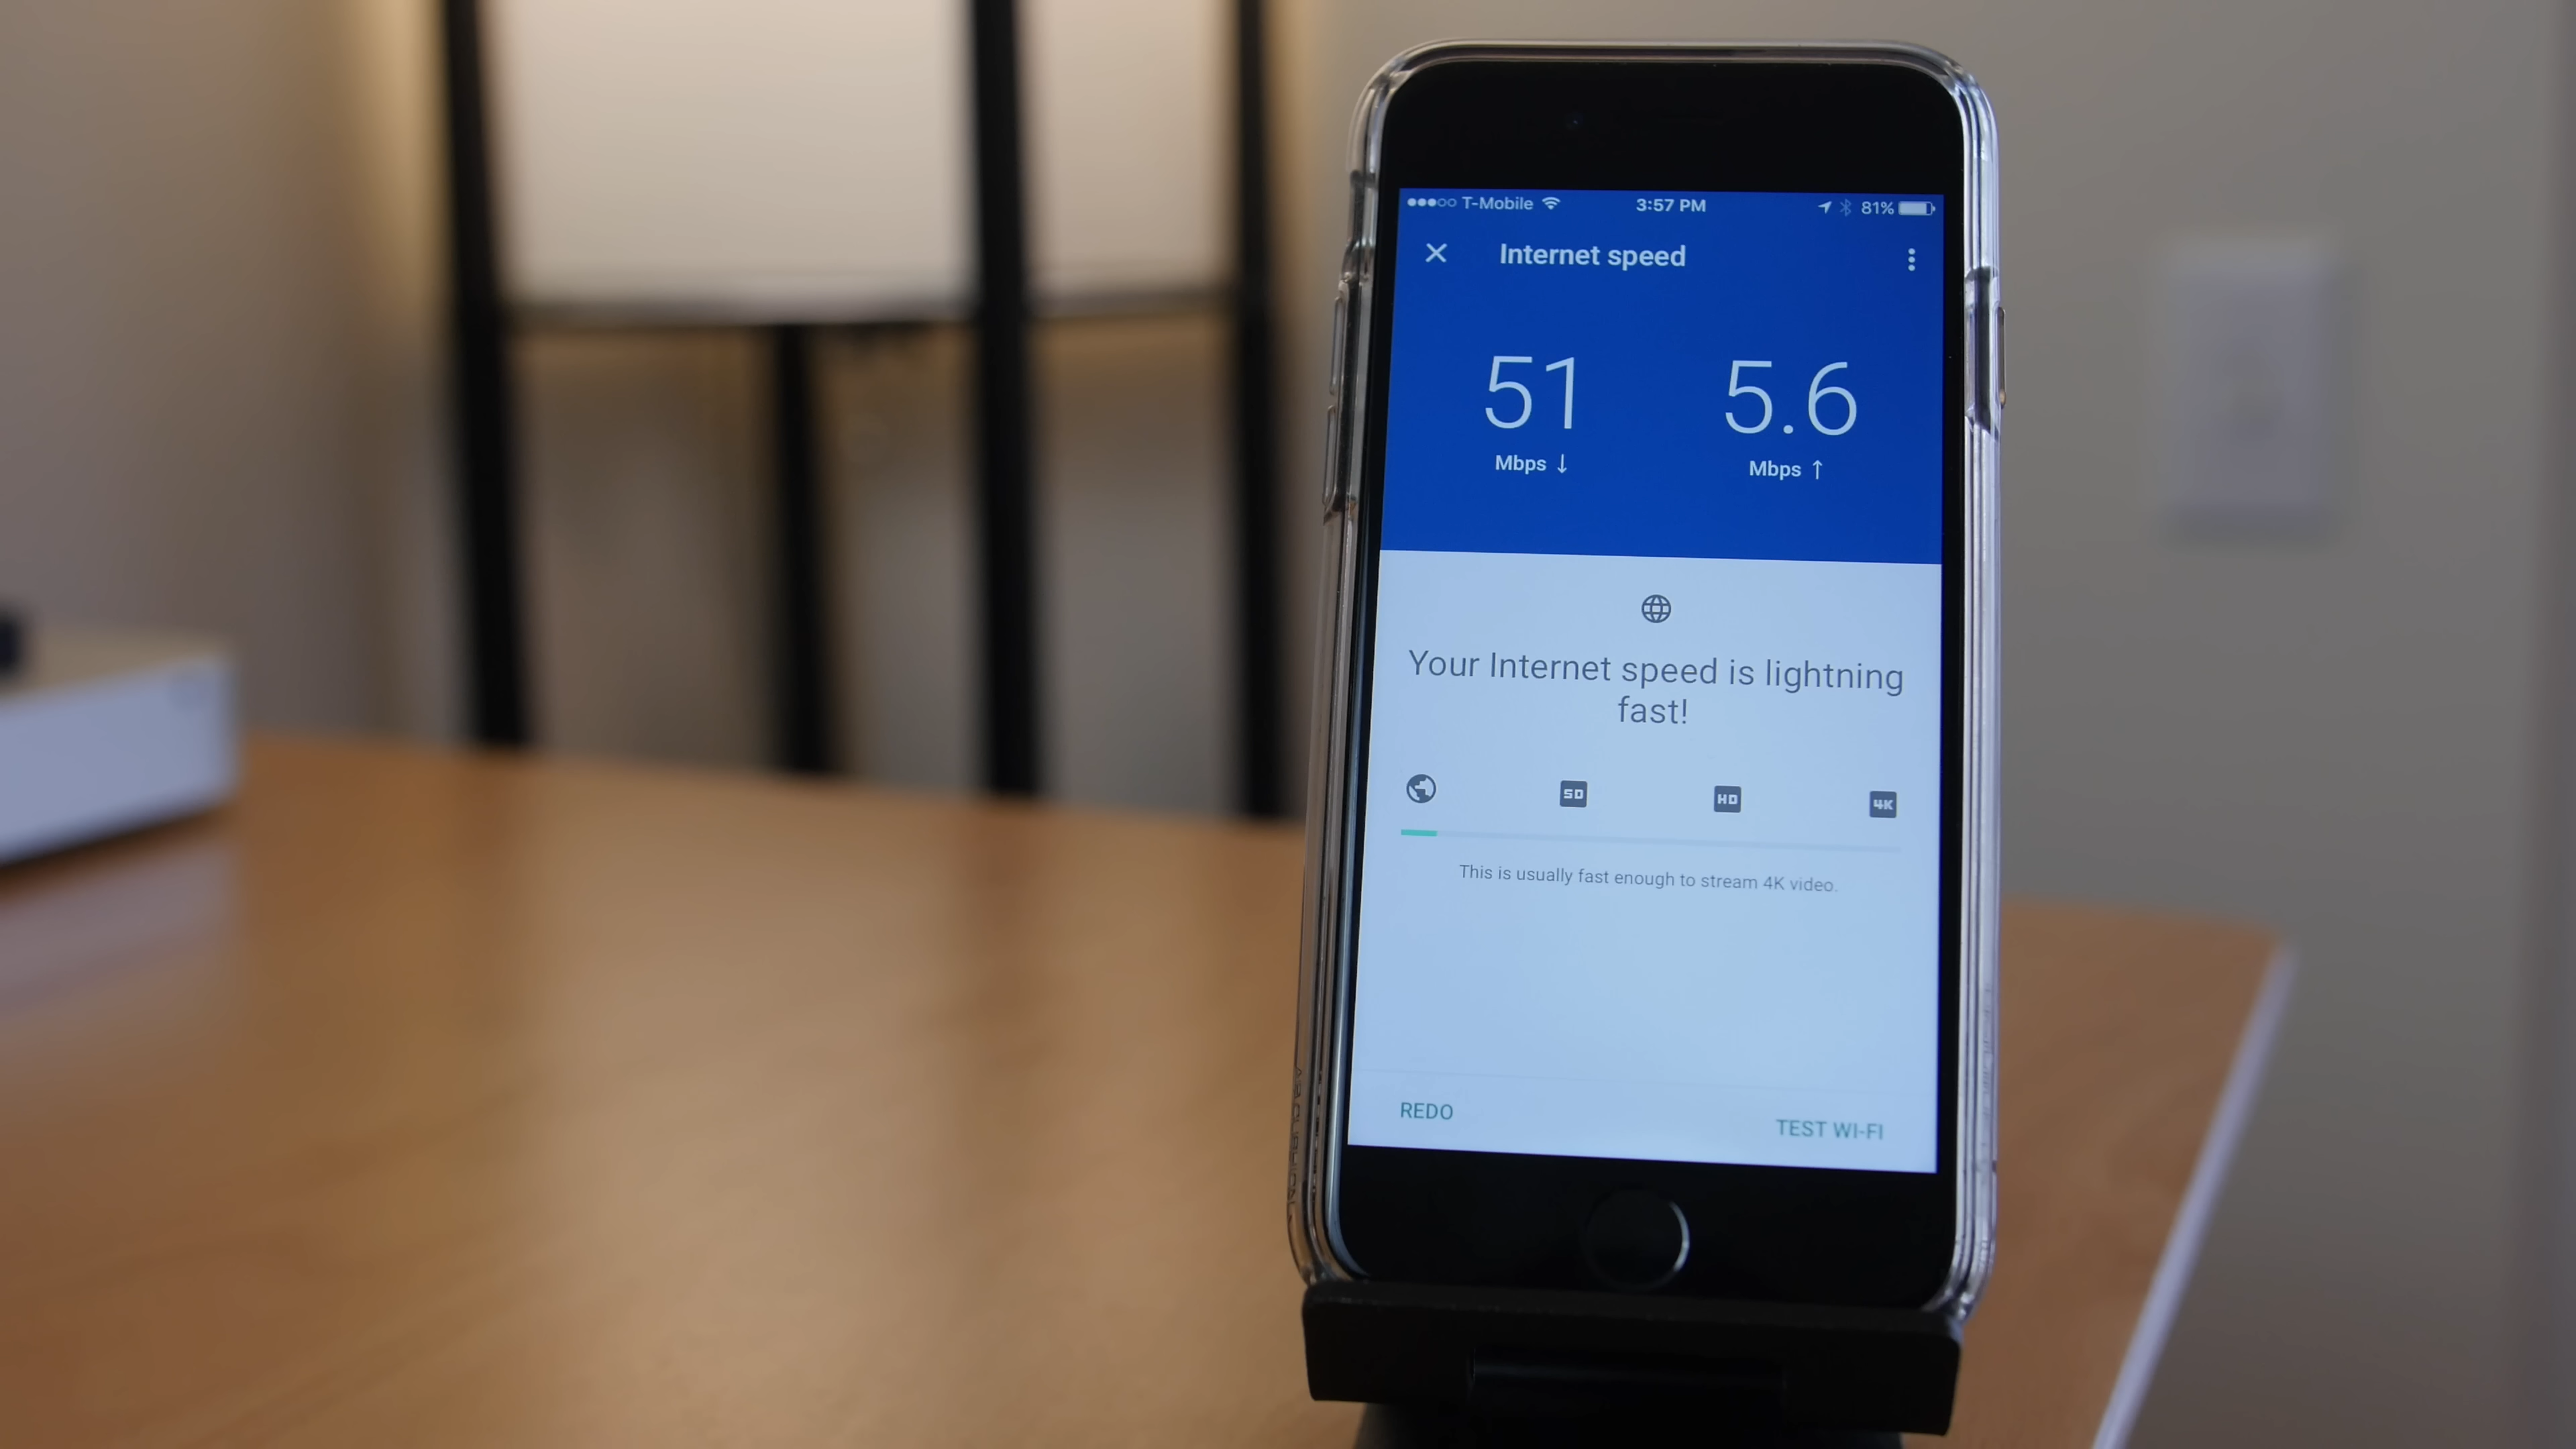 T-Mobile 3:57 PM 81%
Internet speed
51 5.6
Mbps ↓ Mbps ↑
Your Internet speed is lightning
fast!
SD HD 4K
This is usually fast enough to stream 4K video.
REDO TEST WI-FI